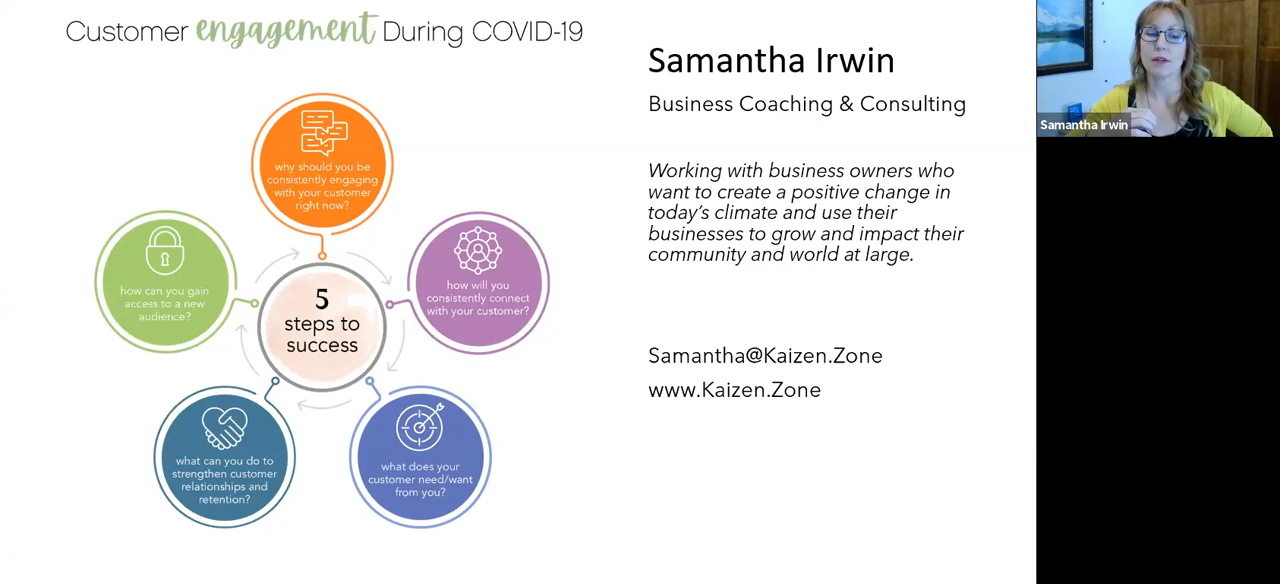 Customer engagement During COVID-19
why should you be
consistently engaging
with your customer
right now?
how will you
consistently connect
with your customer?
what does your
customer need/want
from you?
what can you do to
strengthen customer
relationships and
retention?
how can you gain
access to a new
audience?
5
steps to
success
Samantha Irwin
Business Coaching & Consulting
Working with business owners who
want to create a positive change in
today's climate and use their
businesses to grow and impact their
community and world at large.
Samantha@Kaizen.Zone
www.Kaizen.Zone
Samantha Irwin